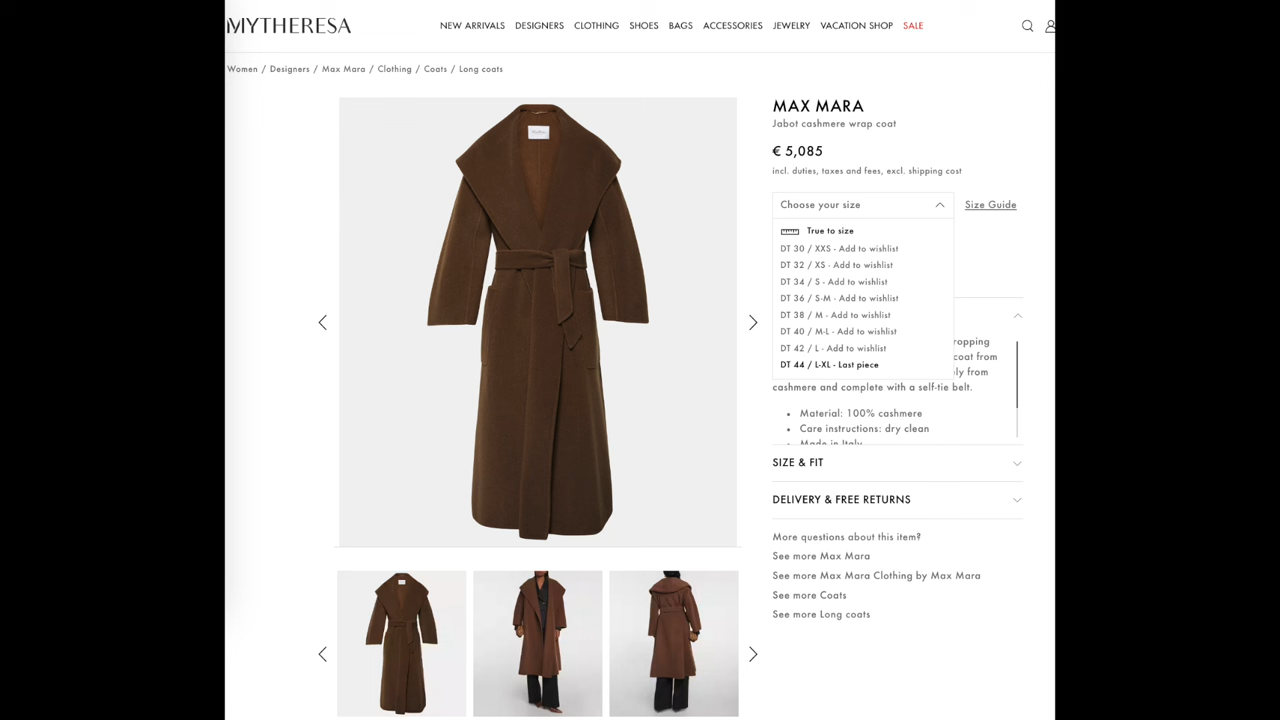 MYTHERESA
NEW ARRIVALS DESIGNERS CLOTHING SHOES BAGS ACCESSORIES JEWELRY VACATION SHOP SALE
Women / Designers / Max Mara / Clothing / Coats / Long coats
MAX MARA
Jabot cashmere wrap coat
€ 5,085
incl. duties, taxes and fees, excl. shipping cost
Choose your size
Size Guide
True to size
DT 30 / XXS - Add to wishlist
DT 32 / XS - Add to wishlist
DT 34 / S - Add to wishlist
DT 36 / S-M - Add to wishlist
DT 38 / M - Add to wishlist
DT 40 / M-L - Add to wishlist
DT 42 / L - Add to wishlist
DT 44 / L-XL - Last piece
ropping
coat from
ly from
cashmere and complete with a self-tie belt.
• Material: 100% cashmere
• Care instructions: dry clean
• Made in Italy
SIZE & FIT
DELIVERY & FREE RETURNS
More questions about this item?
See more Max Mara
See more Max Mara Clothing by Max Mara
See more Coats
See more Long coats